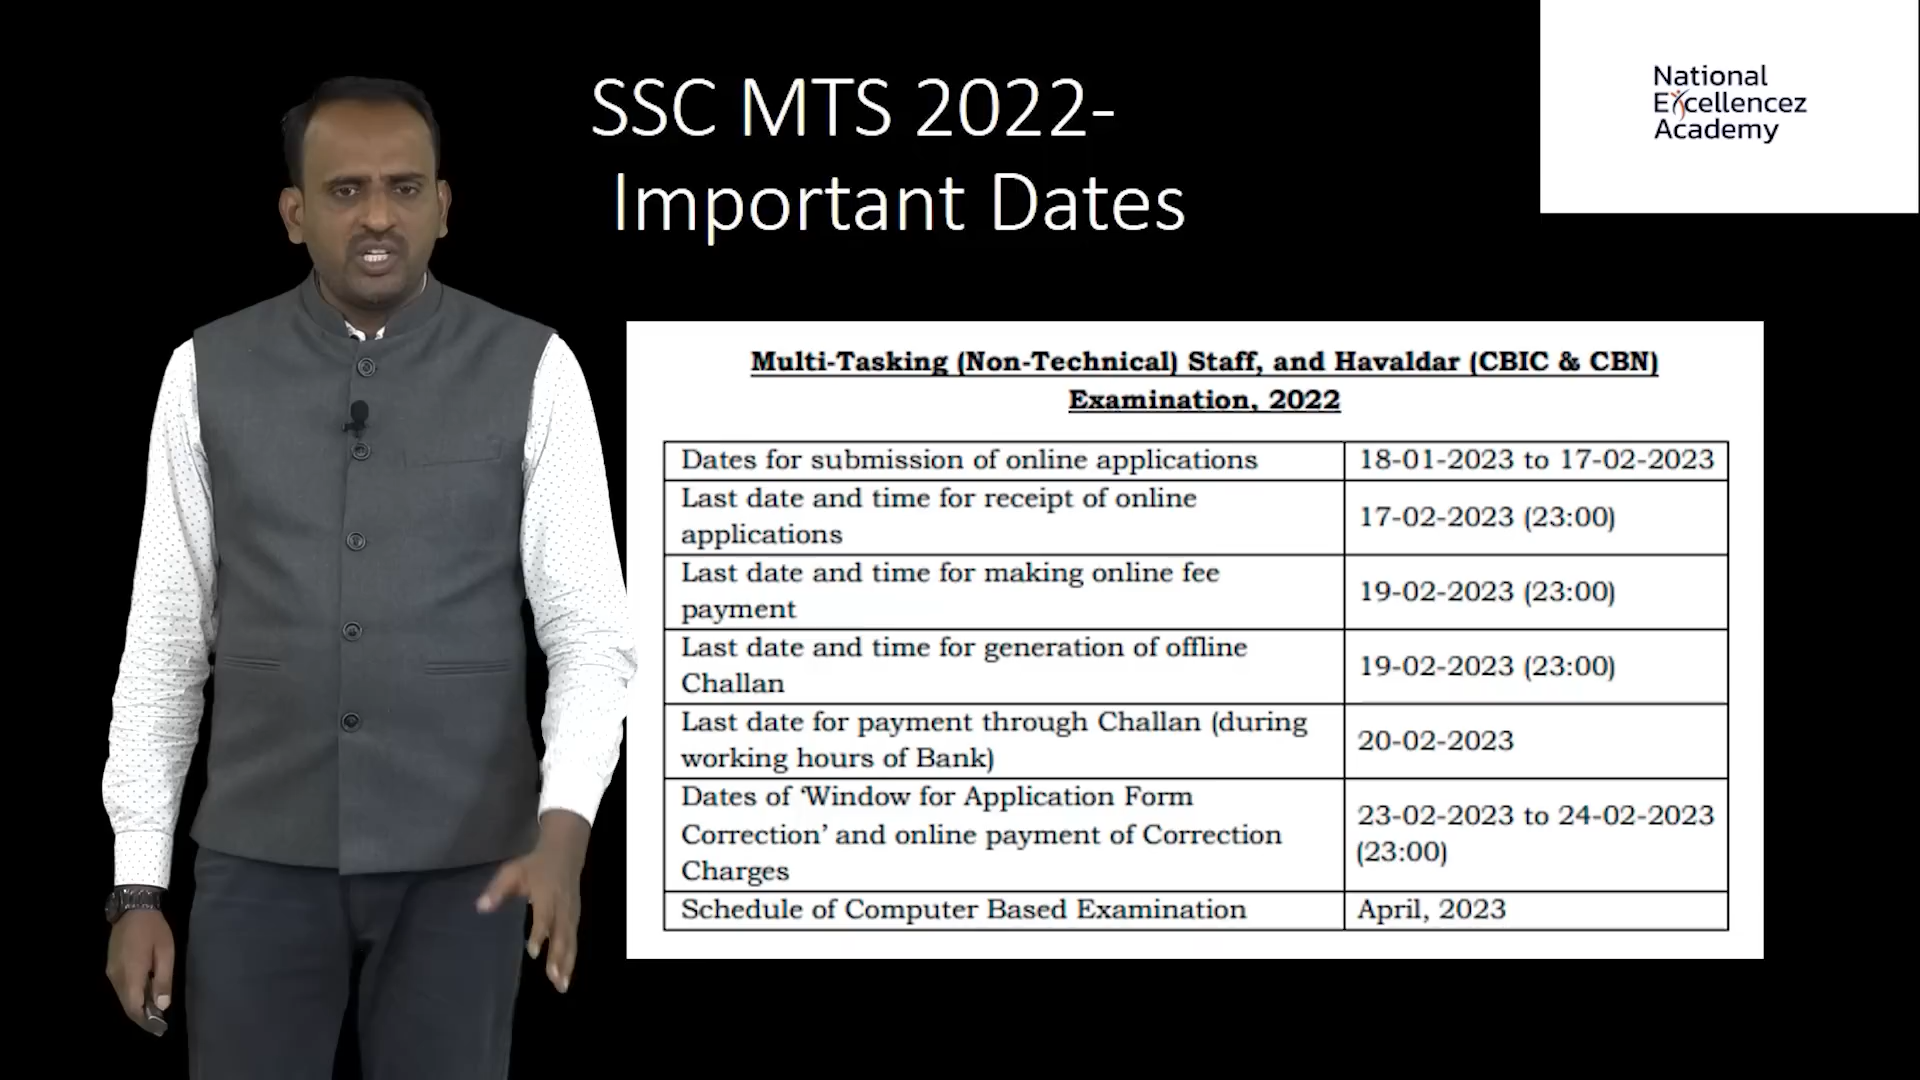 SSC MTS 2022-
Important Dates
National
Excellencez
Academy
Multi-Tasking (Non-Technical) Staff, and Havaldar (CBIC & CBN)
Examination, 2022
Dates for submission of online applications
18-01-2023 to 17-02-2023
Last date and time for receipt of online
applications
17-02-2023 (23:00)
Last date and time for making online fee
payment
19-02-2023 (23:00)
Last date and time for generation of offline
Challan
19-02-2023 (23:00)
Last date for payment through Challan (during
working hours of Bank)
20-02-2023
Dates of ‘Window for Application Form
Correction’ and online payment of Correction
Charges
23-02-2023 to 24-02-2023
(23:00)
Schedule of Computer Based Examination
April, 2023